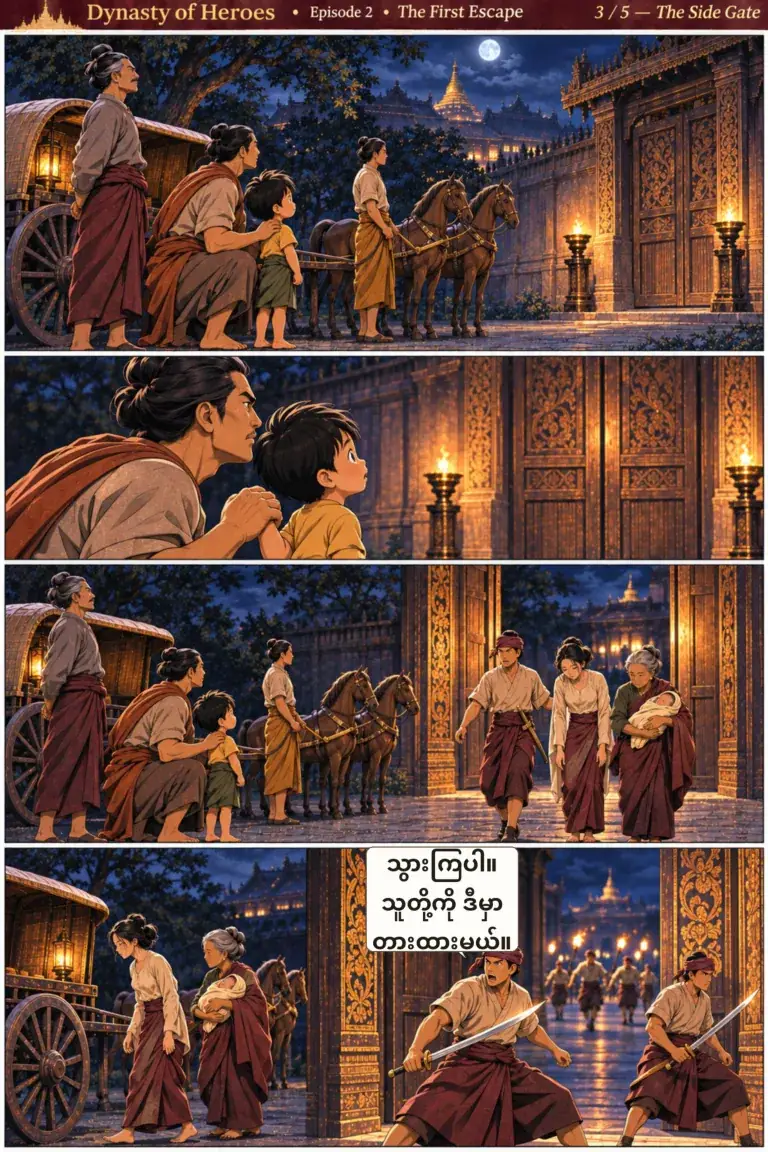 Dynasty of Heroes • Episode 2 • The First Escape 3 / 5 — The Side Gate
သွားကြပါ။
သူတို့ကို ဒီမှာ
တားထားမယ်။